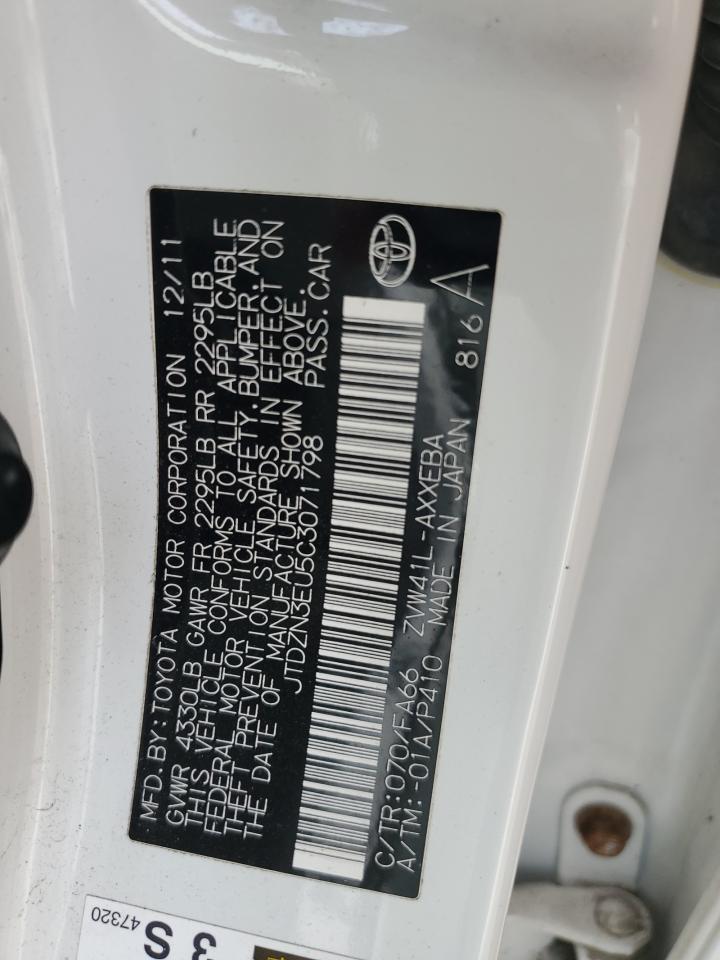 MFD.BY:TOYOTA MOTOR CORPORATION 12/11
GVWR 4330LB GAWR FR 2295LB RR 2295LB
THIS VEHICLE CONFORMS TO ALL APPLICABLE
FEDERAL MOTOR VEHICLE SAFETY,BUMPER,AND
THEFT PREVENTION STANDARDS IN EFFECT ON
THE DATE OF MANUFACTURE SHOWN ABOVE.
JTDZN3EU5C3071798 PASS.CAR
C/TR:070/FA66 ZVW41L-AXXEBA
A/TM:-01A/P410 MADE IN JAPAN 816 A
47320
3 S